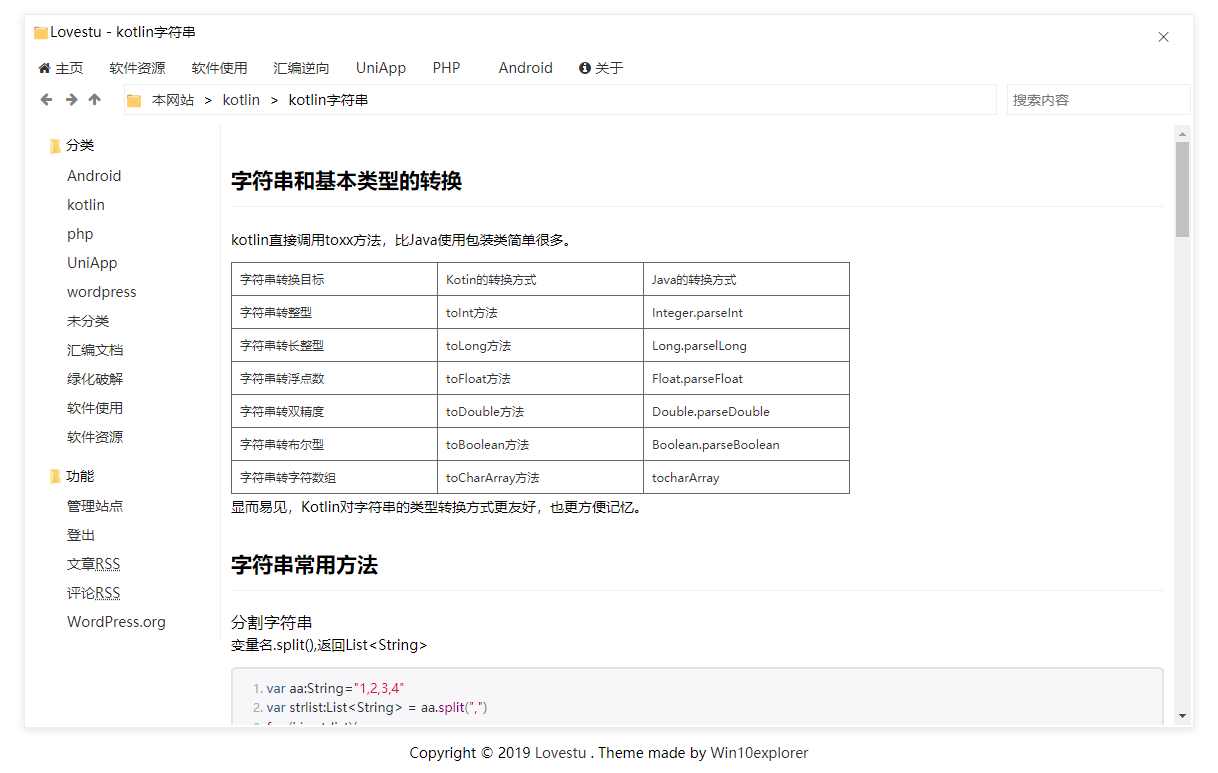 Lovestu - kotlin字符串
主页 软件资源 软件使用 汇编逆向 UniApp PHP Android 关于
本网站 > kotlin > kotlin字符串 搜索内容
分类
Android
kotlin
php
UniApp
wordpress
未分类
汇编文档
绿化破解
软件使用
软件资源
功能
管理站点
登出
文章RSS
评论RSS
WordPress.org
字符串和基本类型的转换
kotlin直接调用toxx方法，比Java使用包装类简单很多。
字符串转换目标 Kotin的转换方式 Java的转换方式
字符串转整型 toInt方法 Integer.parseInt
字符串转长整型 toLong方法 Long.parselLong
字符串转浮点数 toFloat方法 Float.parseFloat
字符串转双精度 toDouble方法 Double.parseDouble
字符串转布尔型 toBoolean方法 Boolean.parseBoolean
字符串转字符数组 toCharArray方法 tocharArray
显而易见，Kotlin对字符串的类型转换方式更友好，也更方便记忆。
字符串常用方法
分割字符串
变量名.split(),返回List<String>
1. var aa:String="1,2,3,4"
2. var strlist:List<String> = aa.split(",")
Copyright © 2019 Lovestu . Theme made by Win10explorer